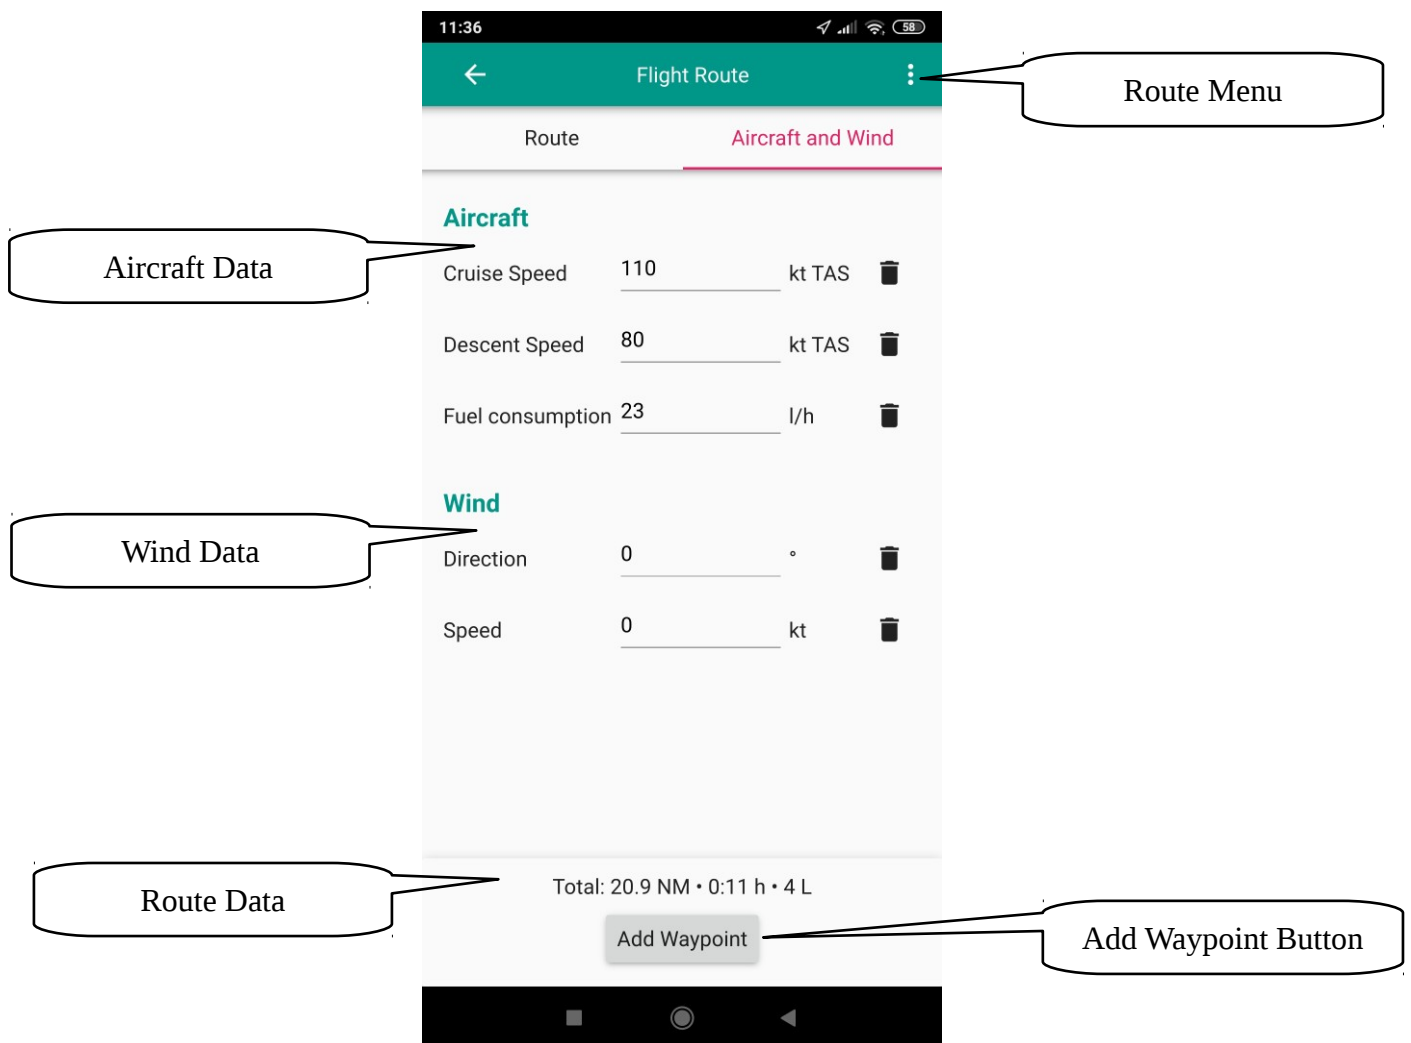 11:36 58
Flight Route
Route Menu
Route Aircraft and Wind
Aircraft
Aircraft Data
Cruise Speed 110 kt TAS
Descent Speed 80 kt TAS
Fuel consumption 23 l/h
Wind
Wind Data
Direction 0 °
Speed 0 kt
Total: 20.9 NM • 0:11 h • 4 L
Route Data
Add Waypoint
Add Waypoint Button